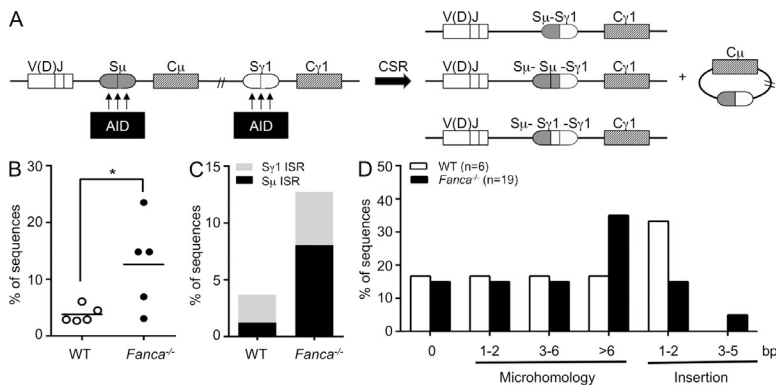 A
V(D)J Sμ Cμ // Sγ1 Cγ1
AID AID
CSR
Sμ-Sγ1
V(D)J Cγ1
Sμ- Sμ -Sγ1
V(D)J Cγ1
Sμ- Sγ1 -Sγ1
V(D)J Cγ1
+
Cμ
B
% of sequences
30
20
10
0
*
WT Fanca-/-
C
% of sequences
15
10
5
0
Sγ1 ISR
Sμ ISR
WT Fanca-/-
D
% of sequences
50
40
30
20
10
0
WT (n=6)
Fanca-/- (n=19)
0 1-2 3-6 >6 1-2 3-5 bp
Microhomology Insertion